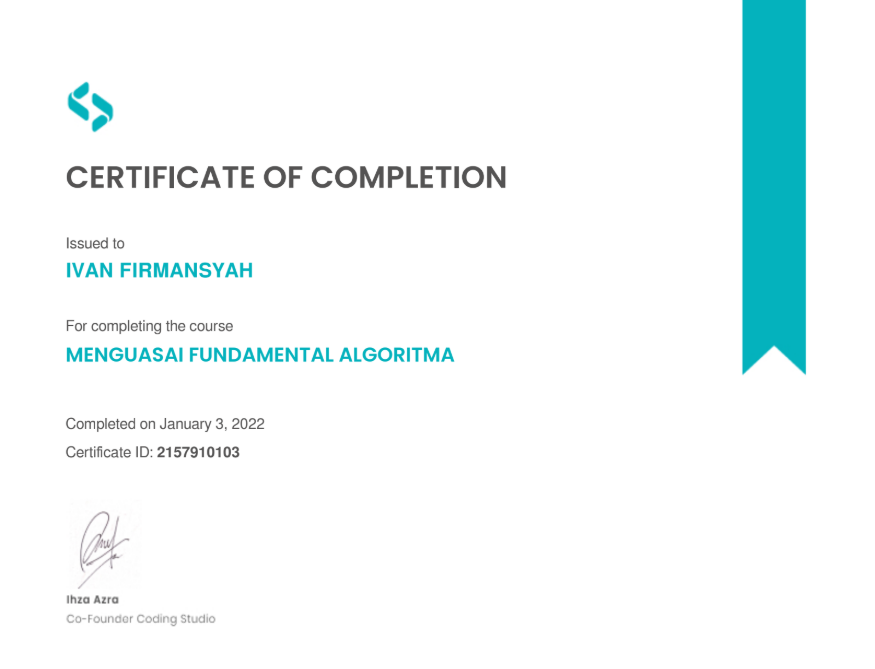 CERTIFICATE OF COMPLETION
Issued to
IVAN FIRMANSYAH
For completing the course
MENGUASAI FUNDAMENTAL ALGORITMA
Completed on January 3, 2022
Certificate ID: 2157910103
Ihza Azra
Co-Founder Coding Studio